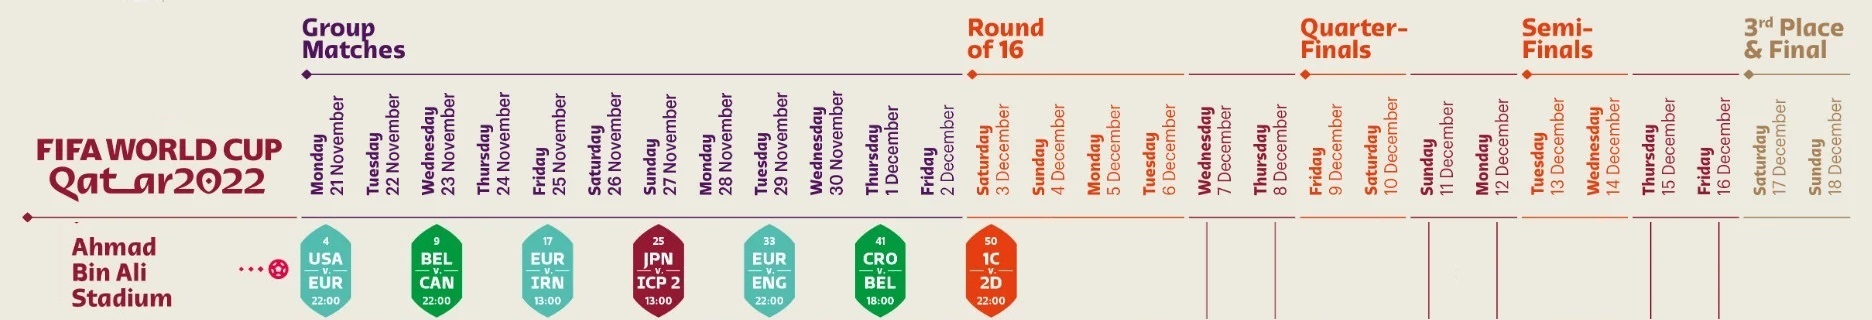 Group
Matches
Round
of 16
Quarter-
Finals
Semi-
Finals
3rd Place
& Final
FIFA WORLD CUP
Qatar2022
Monday
21 November
Tuesday
22 November
Wednesday
23 November
Thursday
24 November
Friday
25 November
Saturday
26 November
Sunday
27 November
Monday
28 November
Tuesday
29 November
Wednesday
30 November
Thursday
1 December
Friday
2 December
Saturday
3 December
Sunday
4 December
Monday
5 December
Tuesday
6 December
Wednesday
7 December
Thursday
8 December
Friday
9 December
Saturday
10 December
Sunday
11 December
Monday
12 December
Tuesday
13 December
Wednesday
14 December
Thursday
15 December
Friday
16 December
Saturday
17 December
Sunday
18 December
Ahmad
Bin Ali
Stadium
4
USA
v.
EUR
22:00
9
BEL
v.
CAN
22:00
17
EUR
v.
IRN
13:00
25
JPN
v.
ICP 2
13:00
33
EUR
v.
ENG
22:00
41
CRO
v.
BEL
18:00
50
1C
v.
2D
22:00